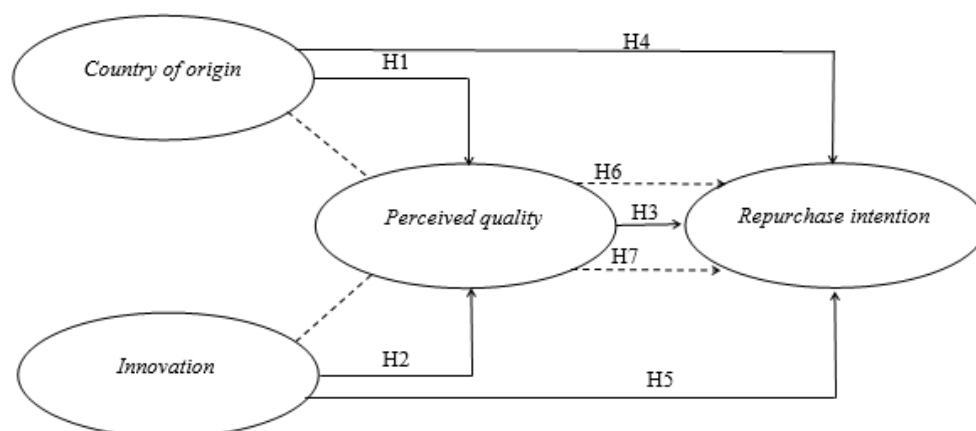 H4
Country of origin
H1
H6
Perceived quality
H3
Repurchase intention
H7
Innovation
H2
H5